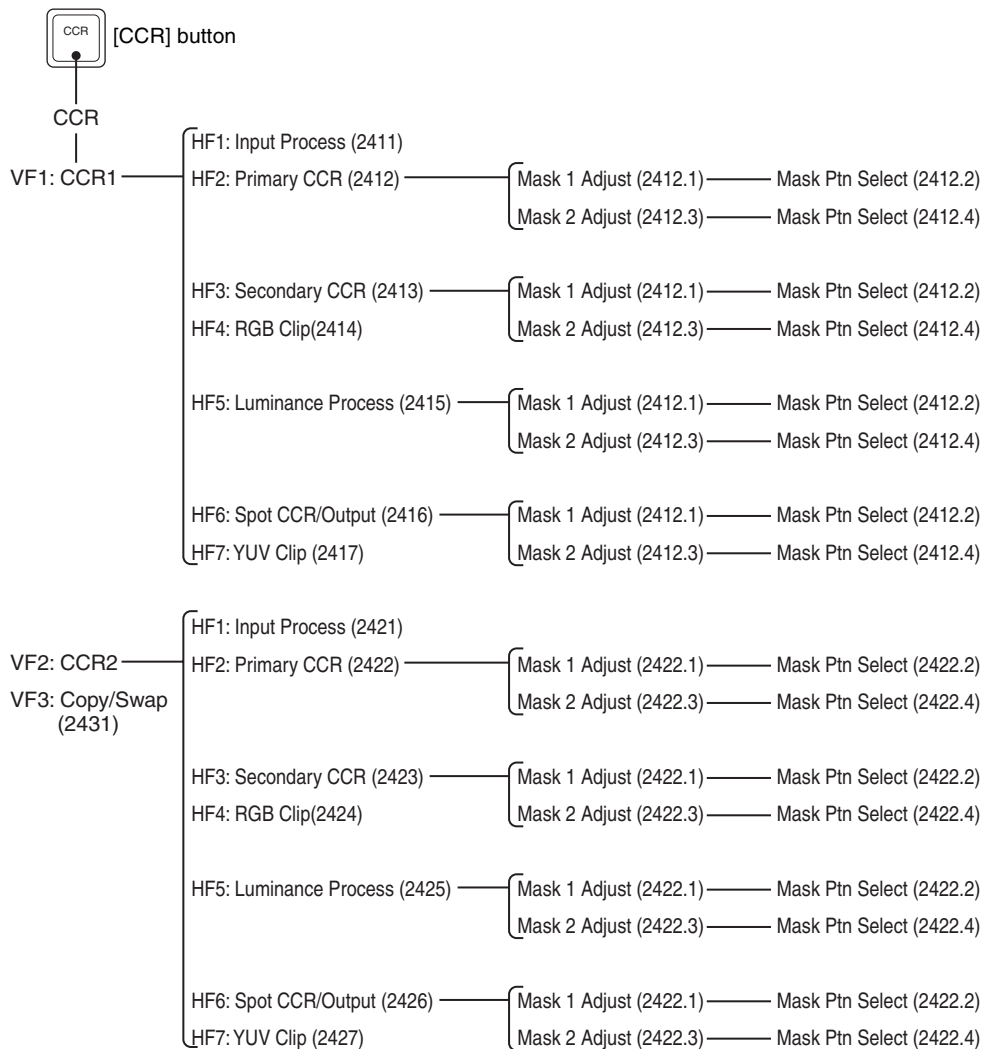 CCR
[CCR] button
CCR
HF1: Input Process (2411)
VF1: CCR1 HF2: Primary CCR (2412) Mask 1 Adjust (2412.1) Mask Ptn Select (2412.2)
Mask 2 Adjust (2412.3) Mask Ptn Select (2412.4)
HF3: Secondary CCR (2413) Mask 1 Adjust (2412.1) Mask Ptn Select (2412.2)
HF4: RGB Clip(2414) Mask 2 Adjust (2412.3) Mask Ptn Select (2412.4)
HF5: Luminance Process (2415) Mask 1 Adjust (2412.1) Mask Ptn Select (2412.2)
Mask 2 Adjust (2412.3) Mask Ptn Select (2412.4)
HF6: Spot CCR/Output (2416) Mask 1 Adjust (2412.1) Mask Ptn Select (2412.2)
HF7: YUV Clip (2417) Mask 2 Adjust (2412.3) Mask Ptn Select (2412.4)
HF1: Input Process (2421)
VF2: CCR2 HF2: Primary CCR (2422) Mask 1 Adjust (2422.1) Mask Ptn Select (2422.2)
VF3: Copy/Swap Mask 2 Adjust (2422.3) Mask Ptn Select (2422.4)
(2431)
HF3: Secondary CCR (2423) Mask 1 Adjust (2422.1) Mask Ptn Select (2422.2)
HF4: RGB Clip(2424) Mask 2 Adjust (2422.3) Mask Ptn Select (2422.4)
HF5: Luminance Process (2425) Mask 1 Adjust (2422.1) Mask Ptn Select (2422.2)
Mask 2 Adjust (2422.3) Mask Ptn Select (2422.4)
HF6: Spot CCR/Output (2426) Mask 1 Adjust (2422.1) Mask Ptn Select (2422.2)
HF7: YUV Clip (2427) Mask 2 Adjust (2422.3) Mask Ptn Select (2422.4)